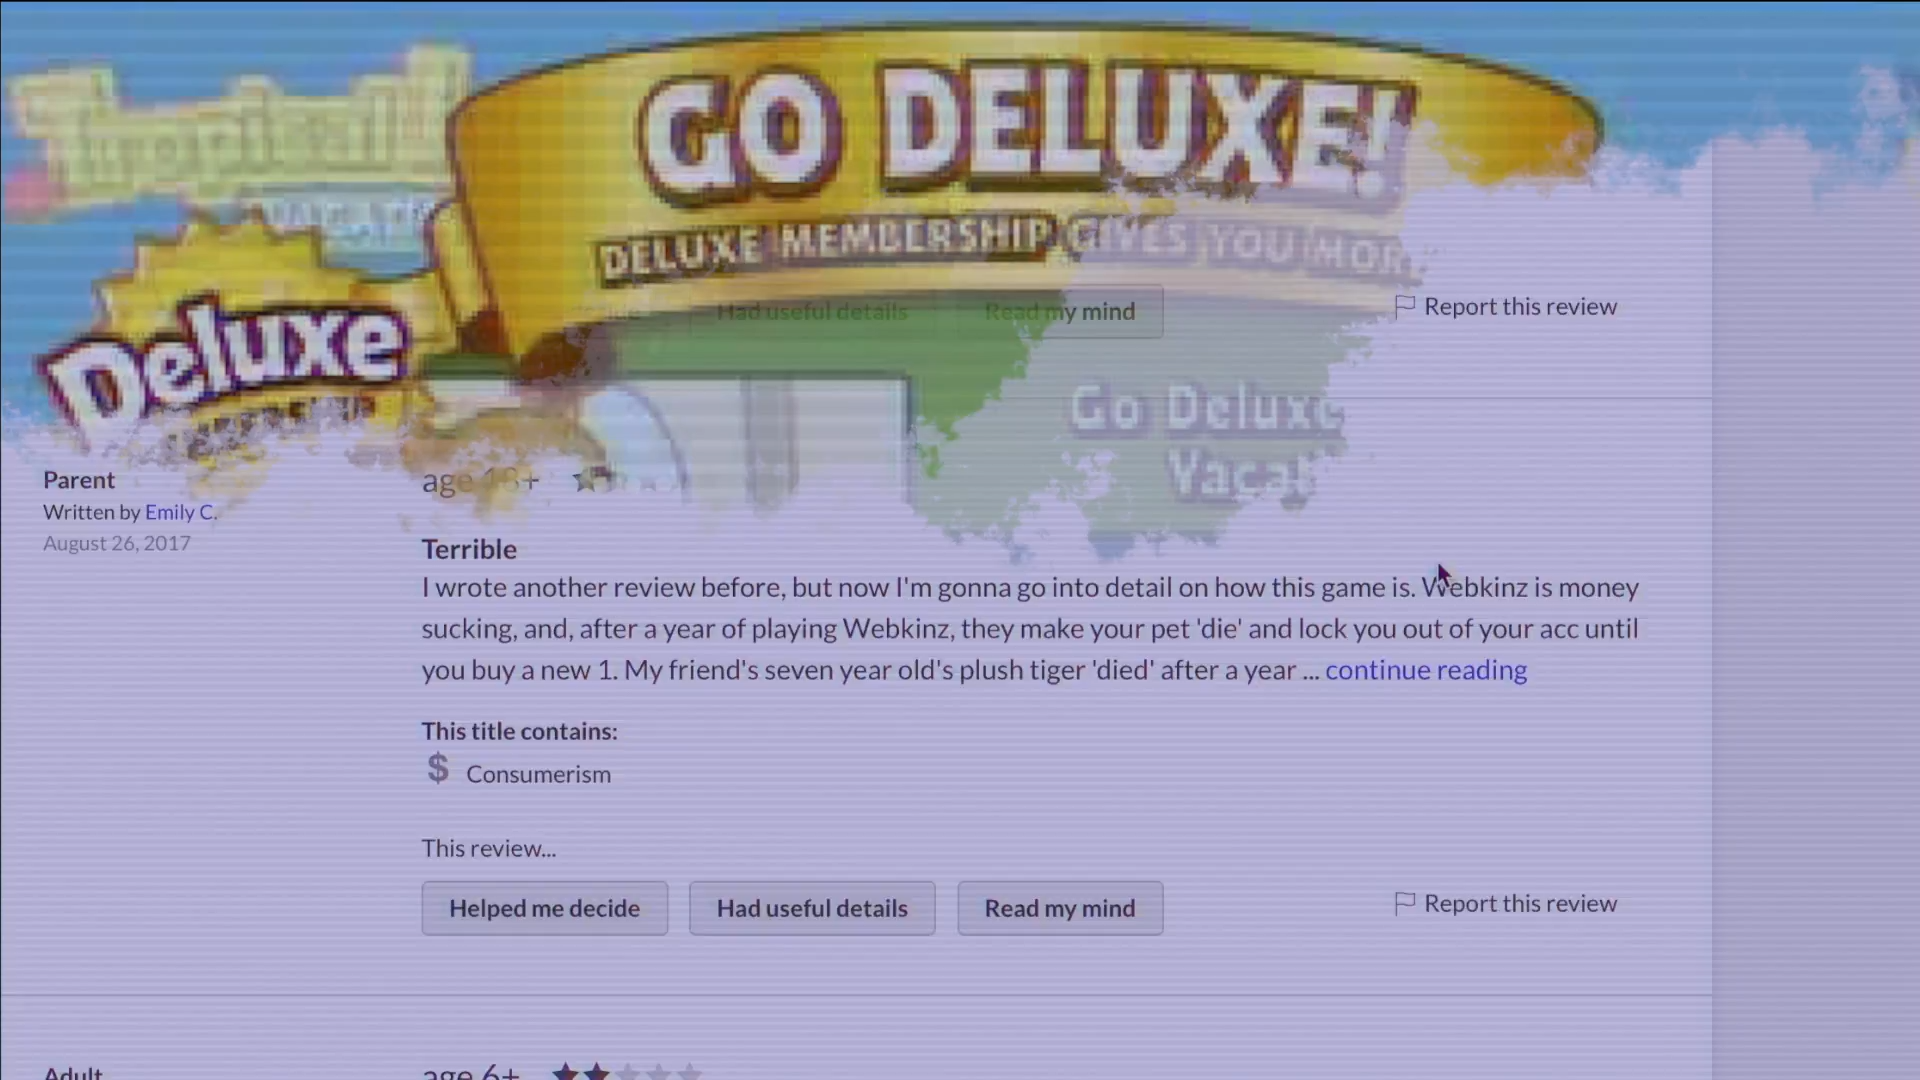 Tropical
GO DELUXE!
DELUXE MEMBERSHIP GIVES YOU MORE
Deluxe
Had useful details
Read my mind
Report this review
Go Deluxe
Parent
age 18+
Written by Emily C.
August 26, 2017
Terrible
I wrote another review before, but now I'm gonna go into detail on how this game is. Webkinz is money
sucking, and, after a year of playing Webkinz, they make your pet 'die' and lock you out of your acc until
you buy a new 1. My friend's seven year old's plush tiger 'died' after a year ... continue reading
This title contains:
$ Consumerism
This review...
Helped me decide
Had useful details
Read my mind
Report this review
Adult
age 6+